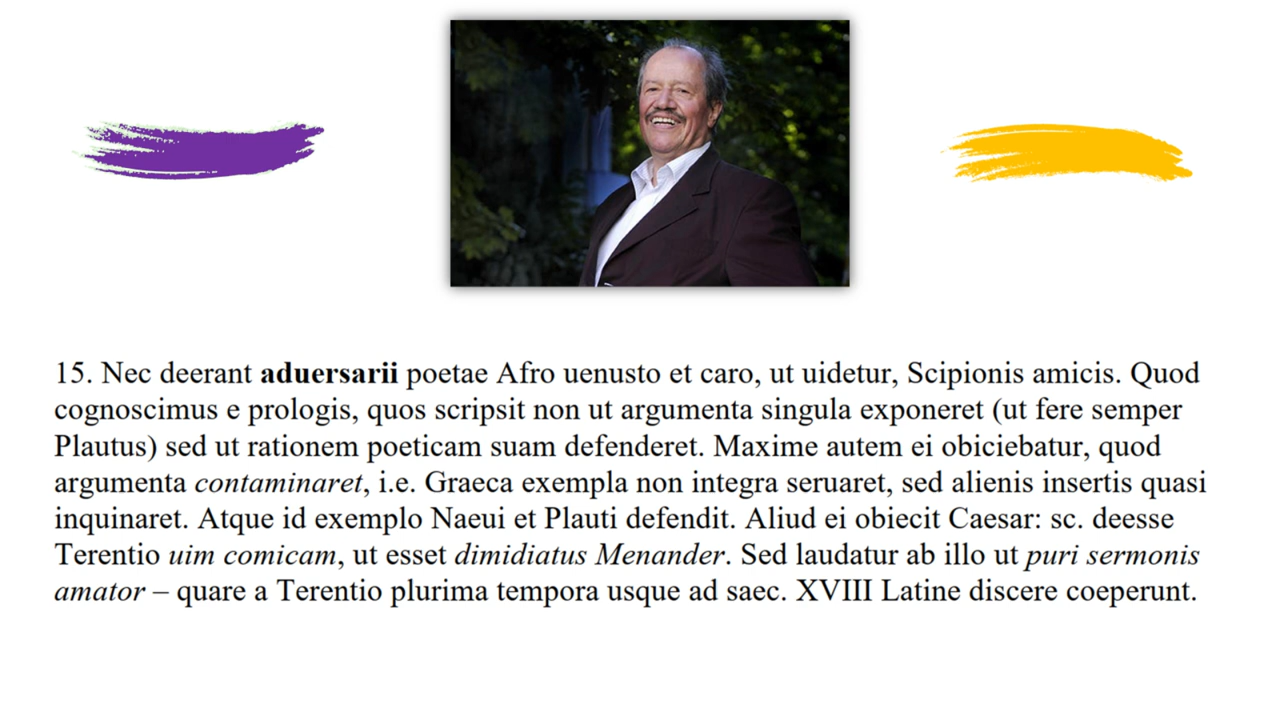 15. Nec deerant aduersarii poetae Afro uenusto et caro, ut uidetur, Scipionis amicis. Quod
cognoscimus e prologis, quos scripsit non ut argumenta singula exponeret (ut fere semper
Plautus) sed ut rationem poeticam suam defenderet. Maxime autem ei obiciebatur, quod
argumenta contaminaret, i.e. Graeca exempla non integra seruaret, sed alienis insertis quasi
inquinaret. Atque id exemplo Naeui et Plauti defendit. Aliud ei obiecit Caesar: sc. deesse
Terentio uim comicam, ut esset dimidiatus Menander. Sed laudatur ab illo ut puri sermonis
amator – quare a Terentio plurima tempora usque ad saec. XVIII Latine discere coeperunt.